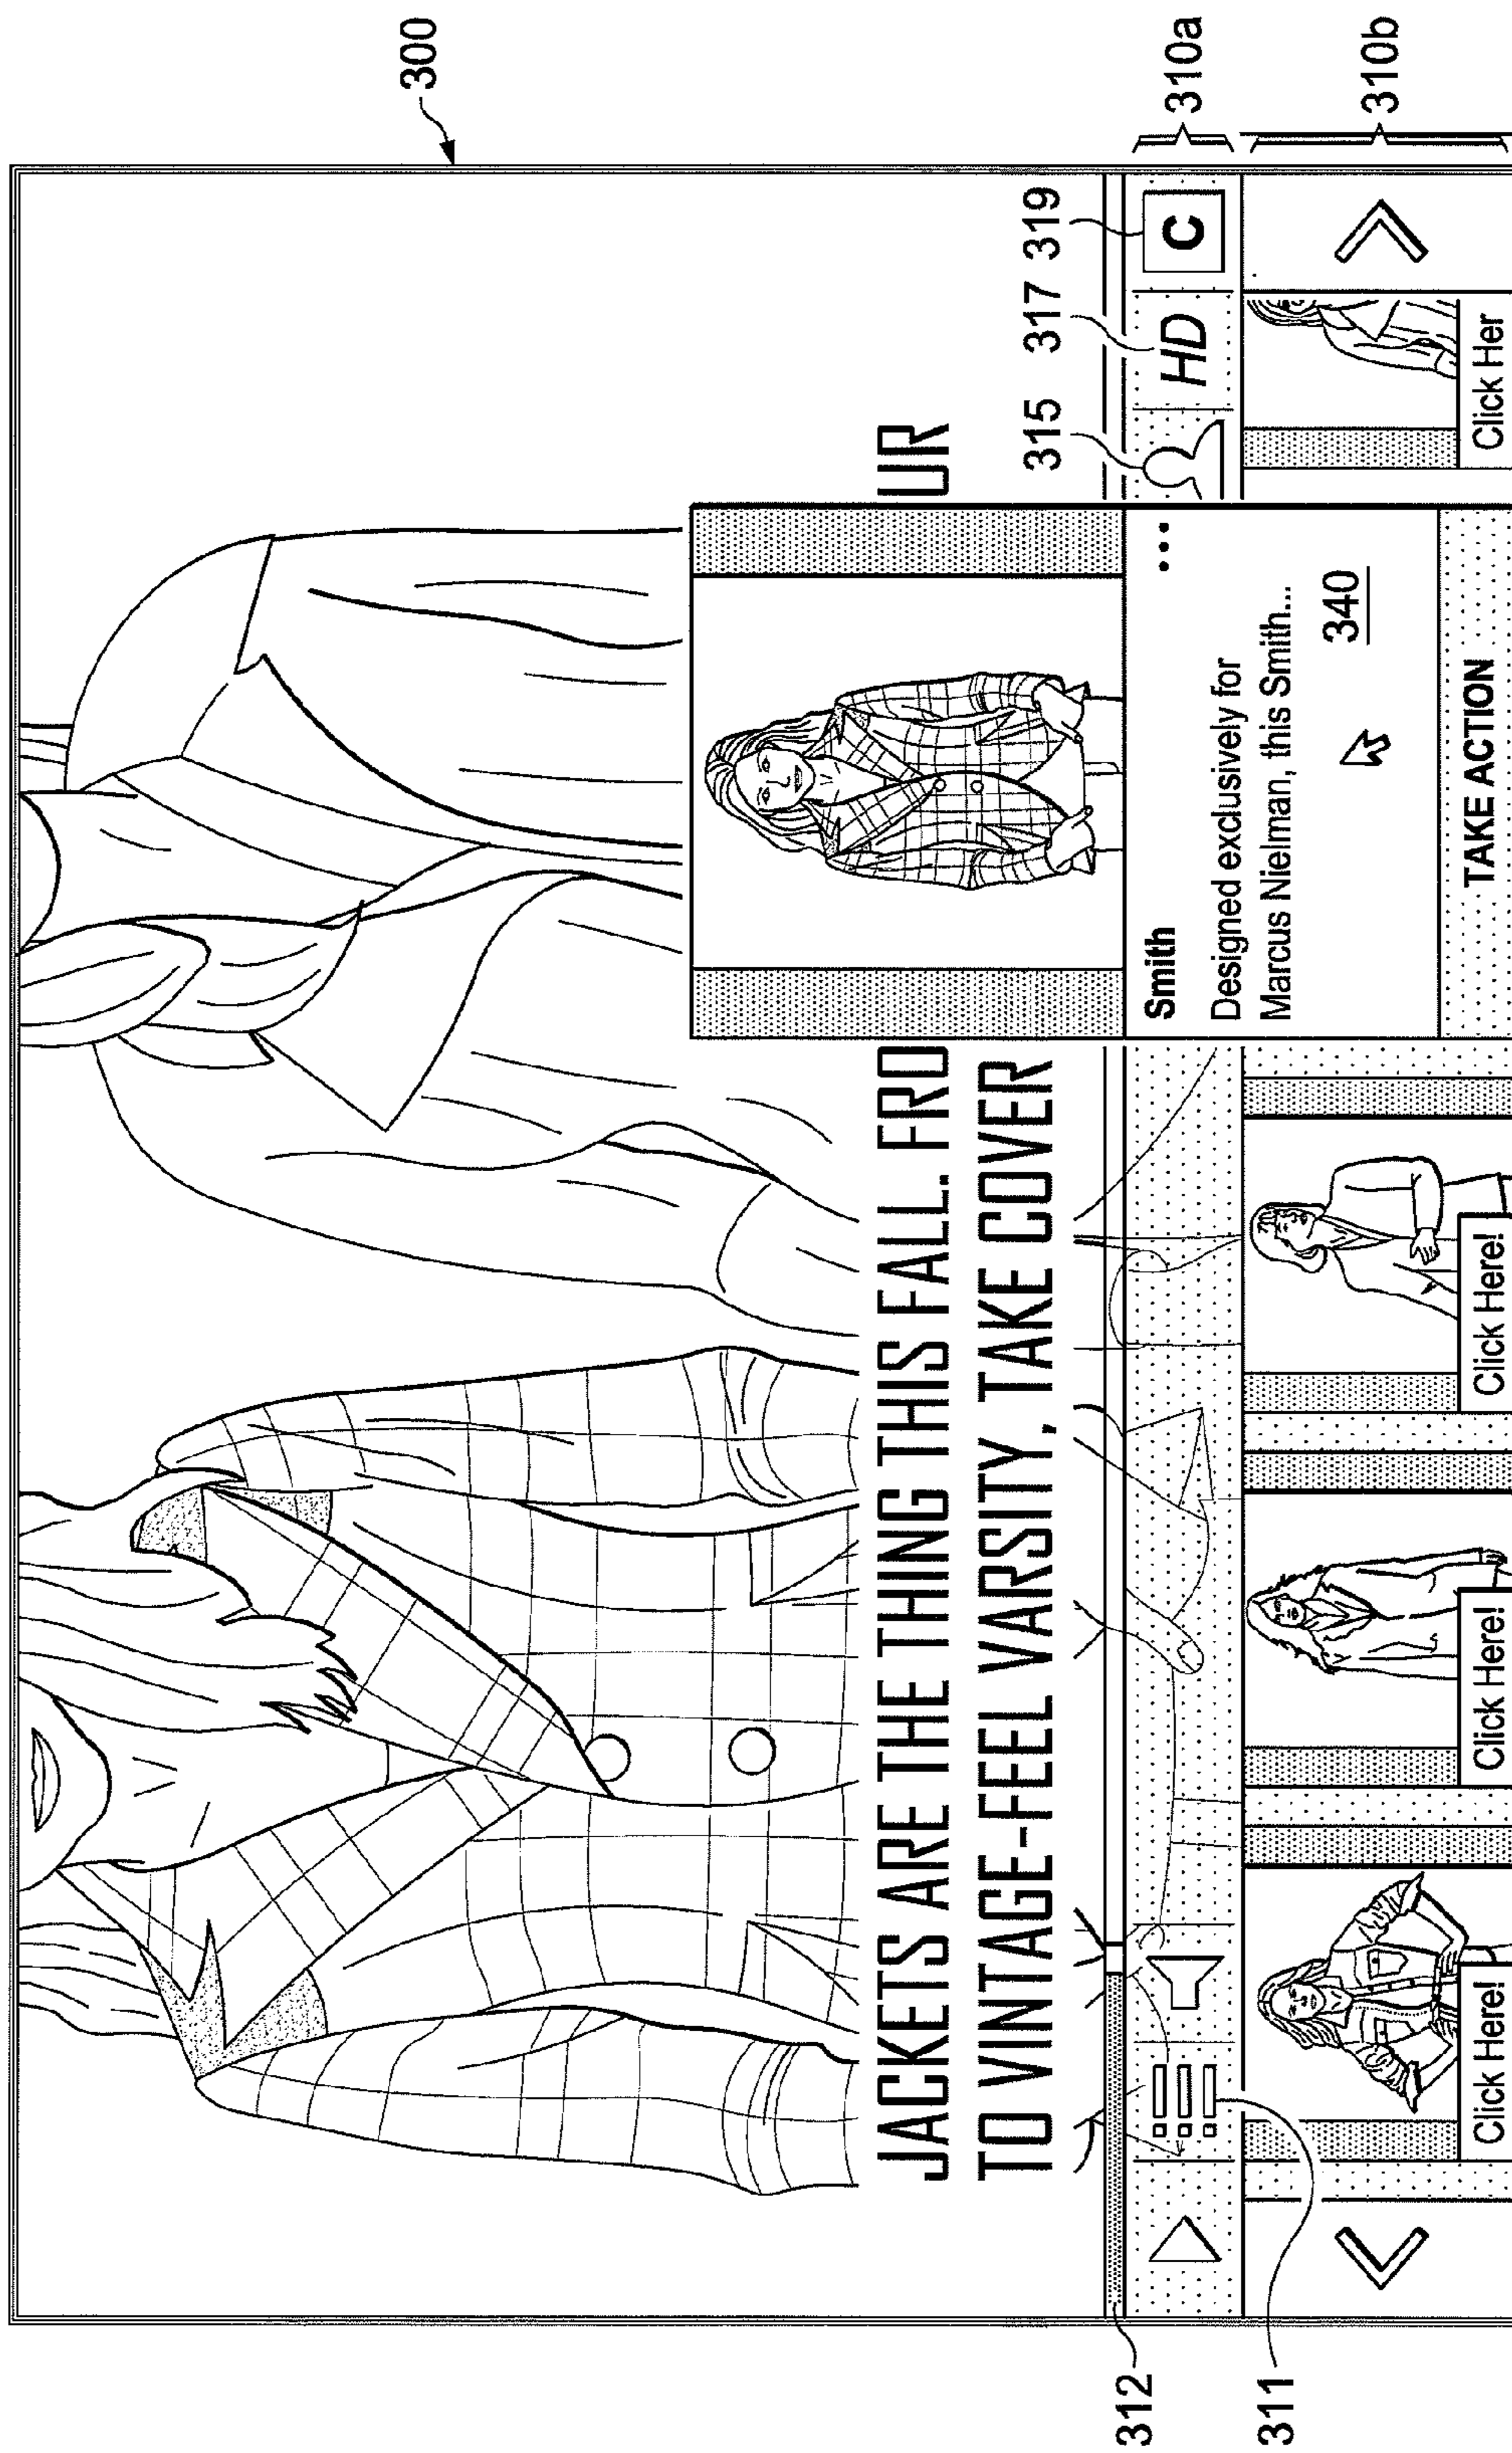 300
JACKETS ARE THE THING THIS FALL. FRO
UR
TO VINTAGE-FEEL VARSITY, TAKE COVER
315
317
319
312
HD
C
310a
Smith
...
Designed exclusively for
Marcus Nielman, this Smith...
340
TAKE ACTION
310b
Click Here!
Click Here!
Click Here!
Click Her
311